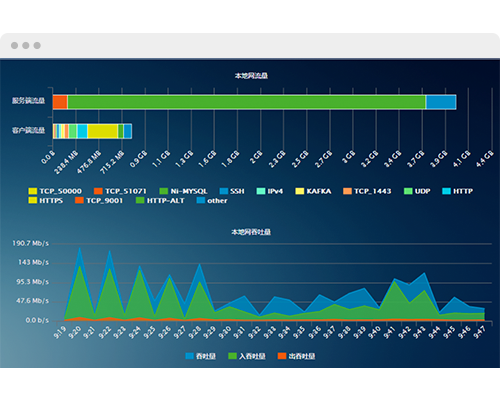 本地网流量
服务端流量
客户端流量
0.0 B 238.4 MB 476.8 MB 715.2 MB 0.9 GB 1.1 GB 1.3 GB 1.6 GB 1.8 GB 2.1 GB 2.3 GB 2.5 GB 2.7 GB 3.0 GB 3.2 GB 3.5 GB 3.7 GB 3.9 GB 4.1 GB 4.4 GB
TCP_50000 TCP_51071 Ni-MYSQL SSH IPv4 KAFKA TCP_1443 UDP HTTP
HTTPS TCP_9001 HTTP-ALT other
本地网吞吐量
190.7 Mb/s
143 Mb/s
95.3 Mb/s
47.6 Mb/s
0.0 b/s
9:19 9:20 9:21 9:22 9:23 9:24 9:25 9:26 9:27 9:28 9:29 9:30 9:31 9:32 9:33 9:34 9:35 9:36 9:37 9:38 9:39 9:40 9:41 9:42 9:43 9:44 9:45 9:46 9:47
吞吐量 入吞吐量 出吞吐量